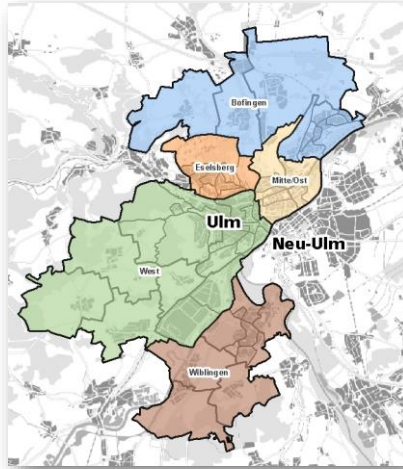 Böfingen
Eselsberg
Mitte/Ost
Ulm
Neu-Ulm
West
Wiblingen